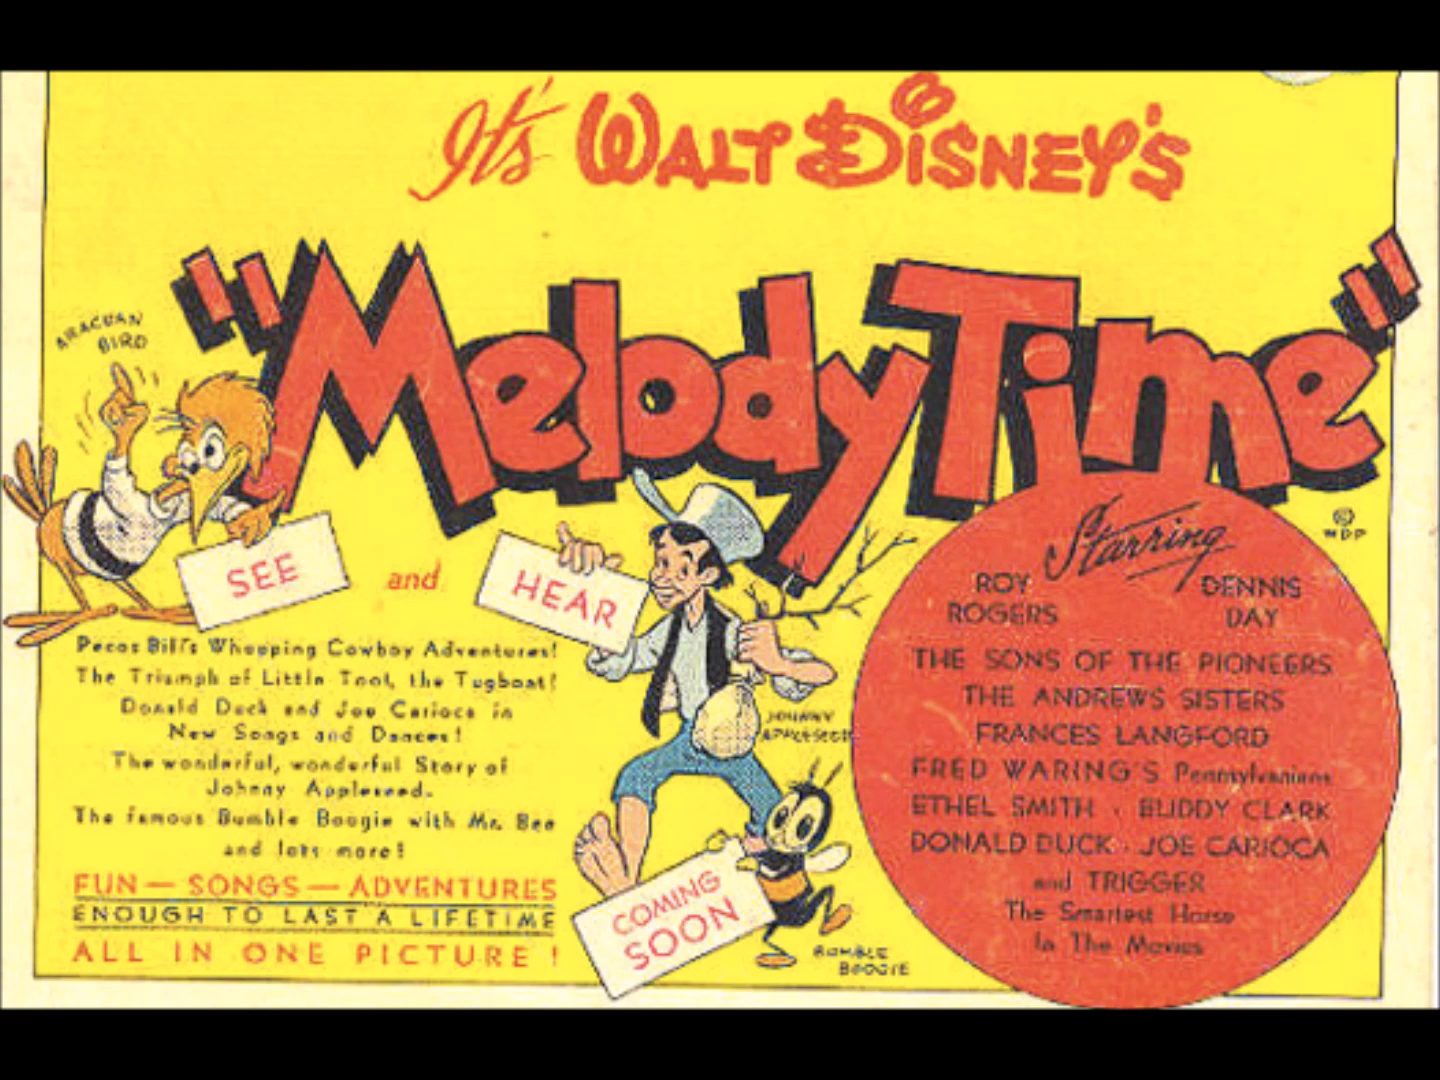 It's WALT DISNEY'S
"Melody Time"
ARACUAN
BIRD
SEE
and
HEAR
Pecos Bill's Whopping Cowboy Adventures!
The Triumph of Little Toot, the Tugboat!
Donald Duck and Joe Carioca in
New Songs and Dances!
The wonderful, wonderful Story of
Johnny Appleseed.
The famous Bumble Boogie with Mr. Bee
and lots more!
FUN — SONGS — ADVENTURES
ENOUGH TO LAST A LIFETIME
ALL IN ONE PICTURE !
JOHNNY
APPLESEED
COMING
SOON
BUMBLE
BOOGIE
© WDP
Starring
ROY
ROGERS
DENNIS
DAY
THE SONS OF THE PIONEERS
THE ANDREWS SISTERS
FRANCES LANGFORD
FRED WARING'S Pennsylvanians
ETHEL SMITH · BUDDY CLARK
DONALD DUCK · JOE CARIOCA
and TRIGGER
The Smartest Horse
In The Movies